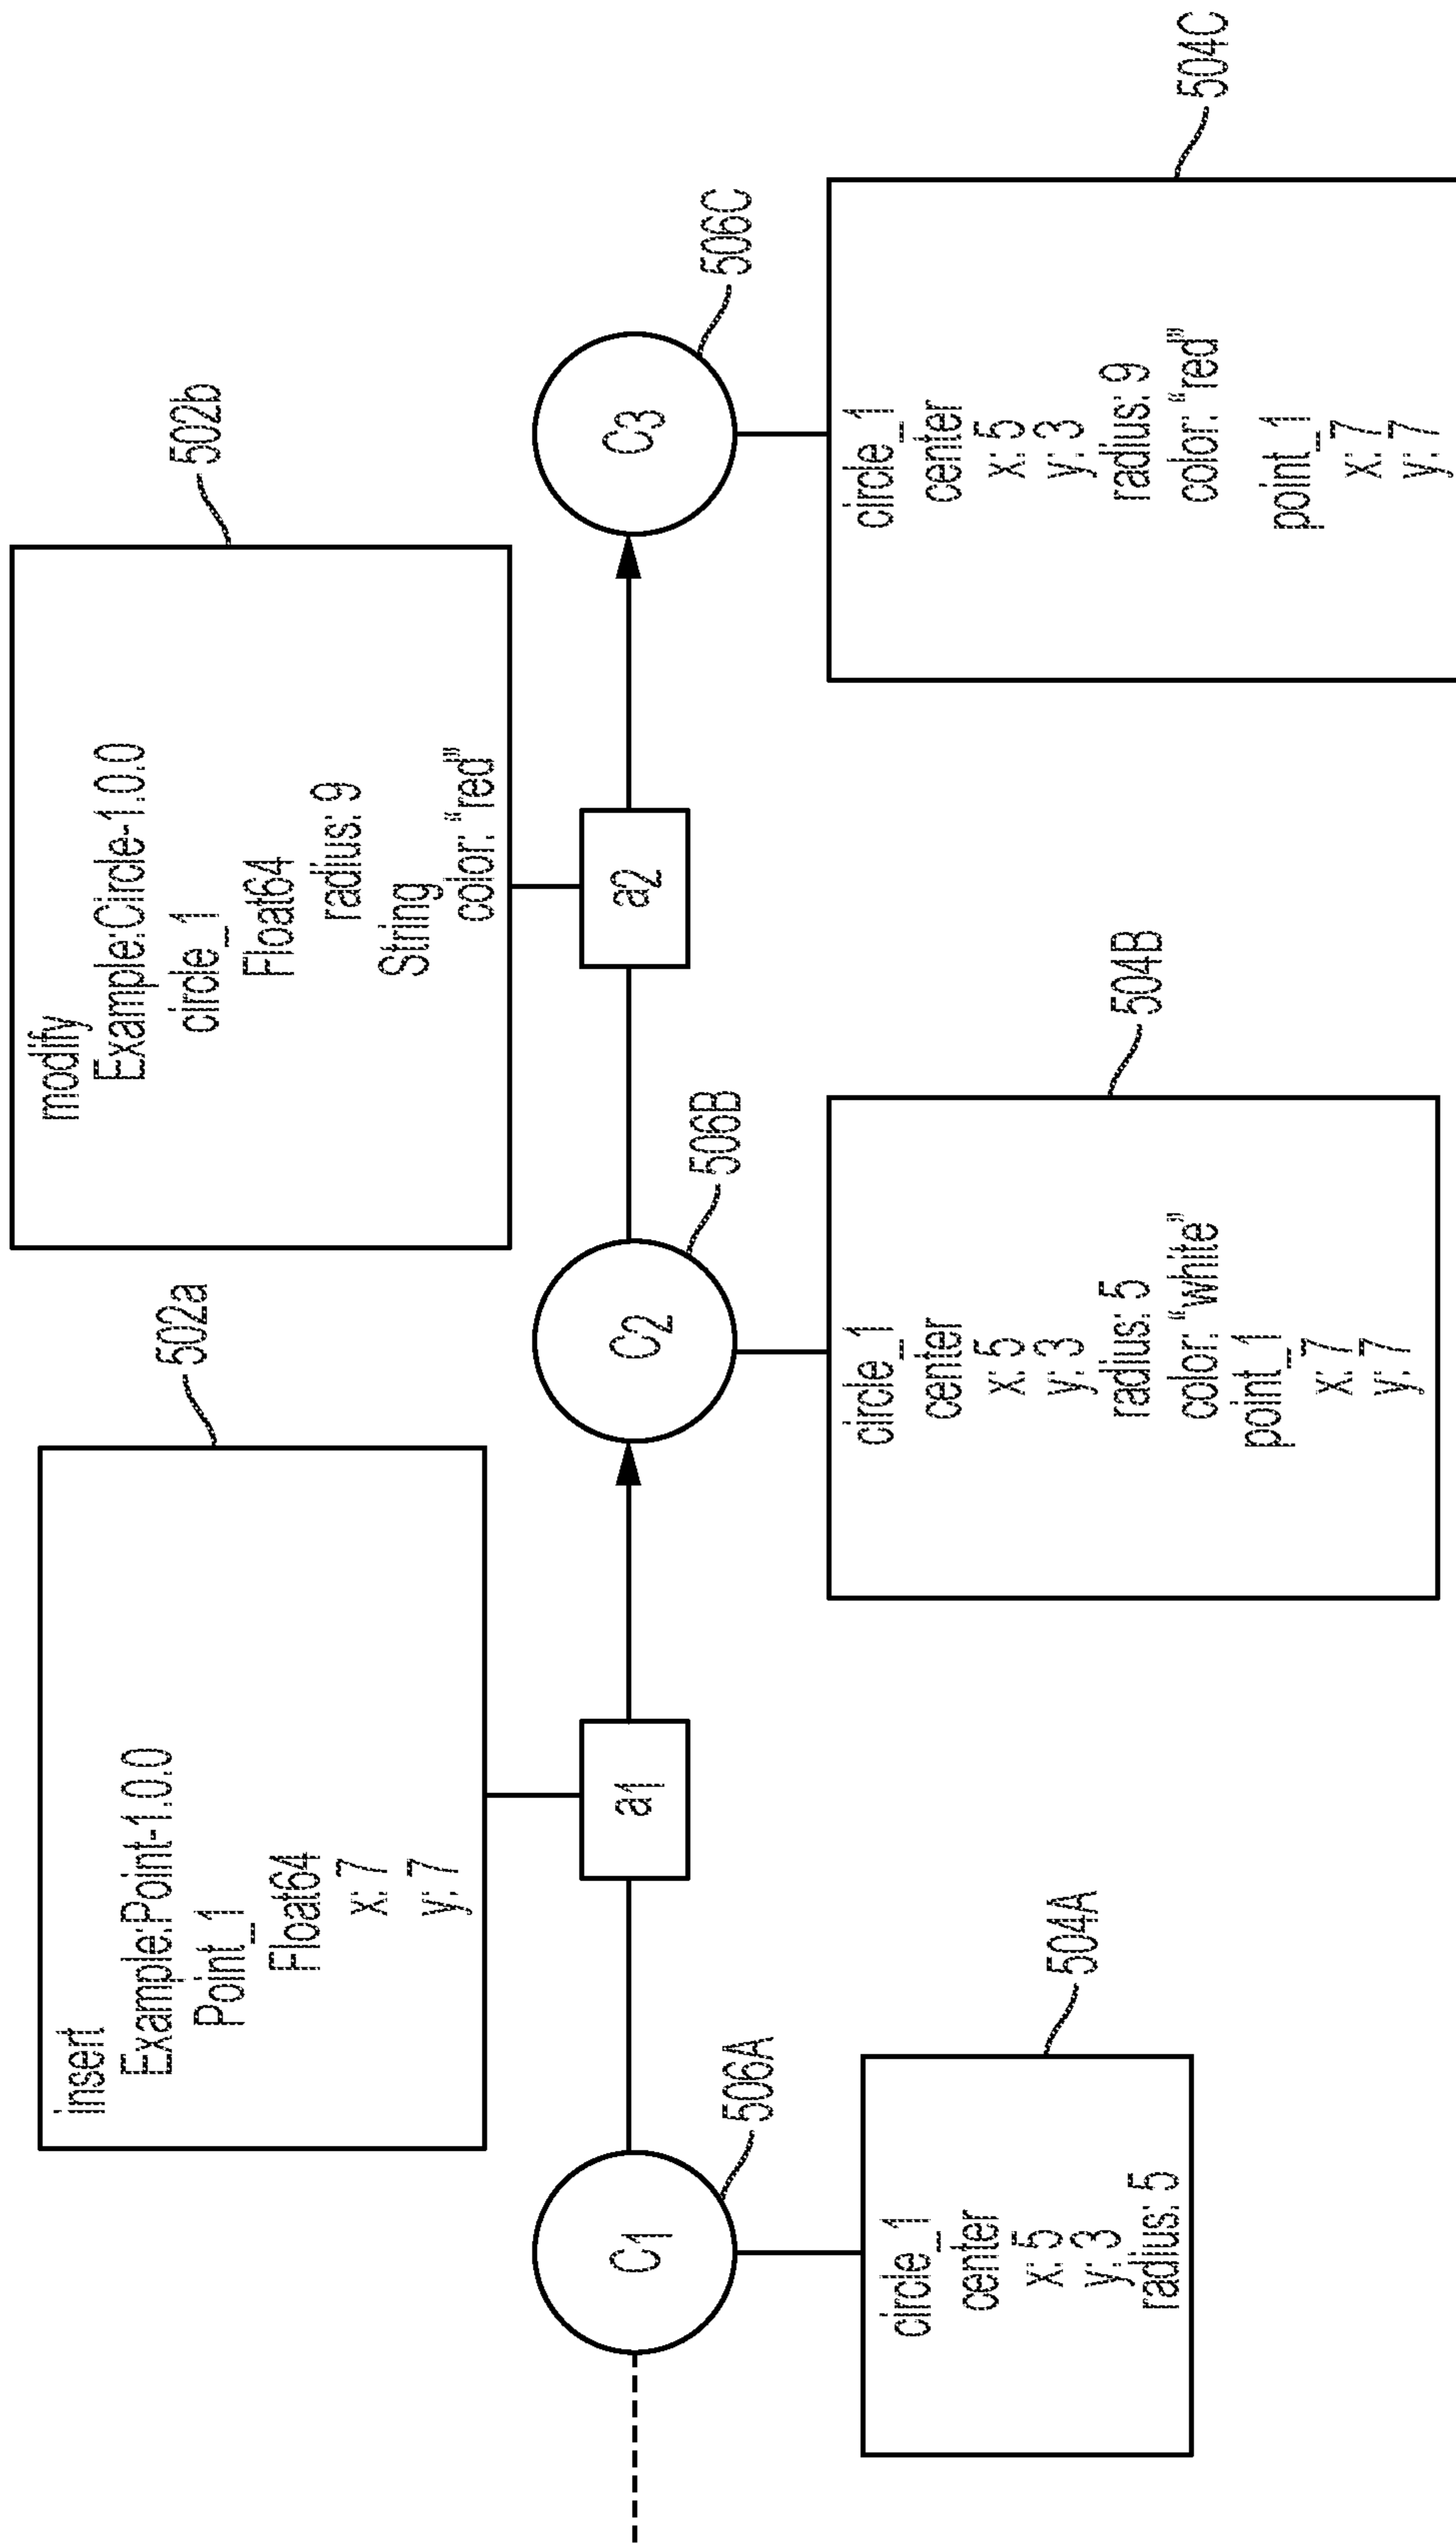 502a
insert
Example:Point-1.0.0
Point_1
Float64
x: 7
y: 7
502b
modify
Example:Circle-1.0.0
circle_1
Float64
radius: 9
String
color: “red”
C1
506A
a1
C2
506B
a2
C3
506C
504A
circle_1
center
x: 5
y: 3
radius: 5
504B
circle_1
center
x: 5
y: 3
radius: 5
color: “white”
point_1
x: 7
y: 7
504C
circle_1
center
x: 5
y: 3
radius: 9
color: “red”
point_1
x: 7
y: 7